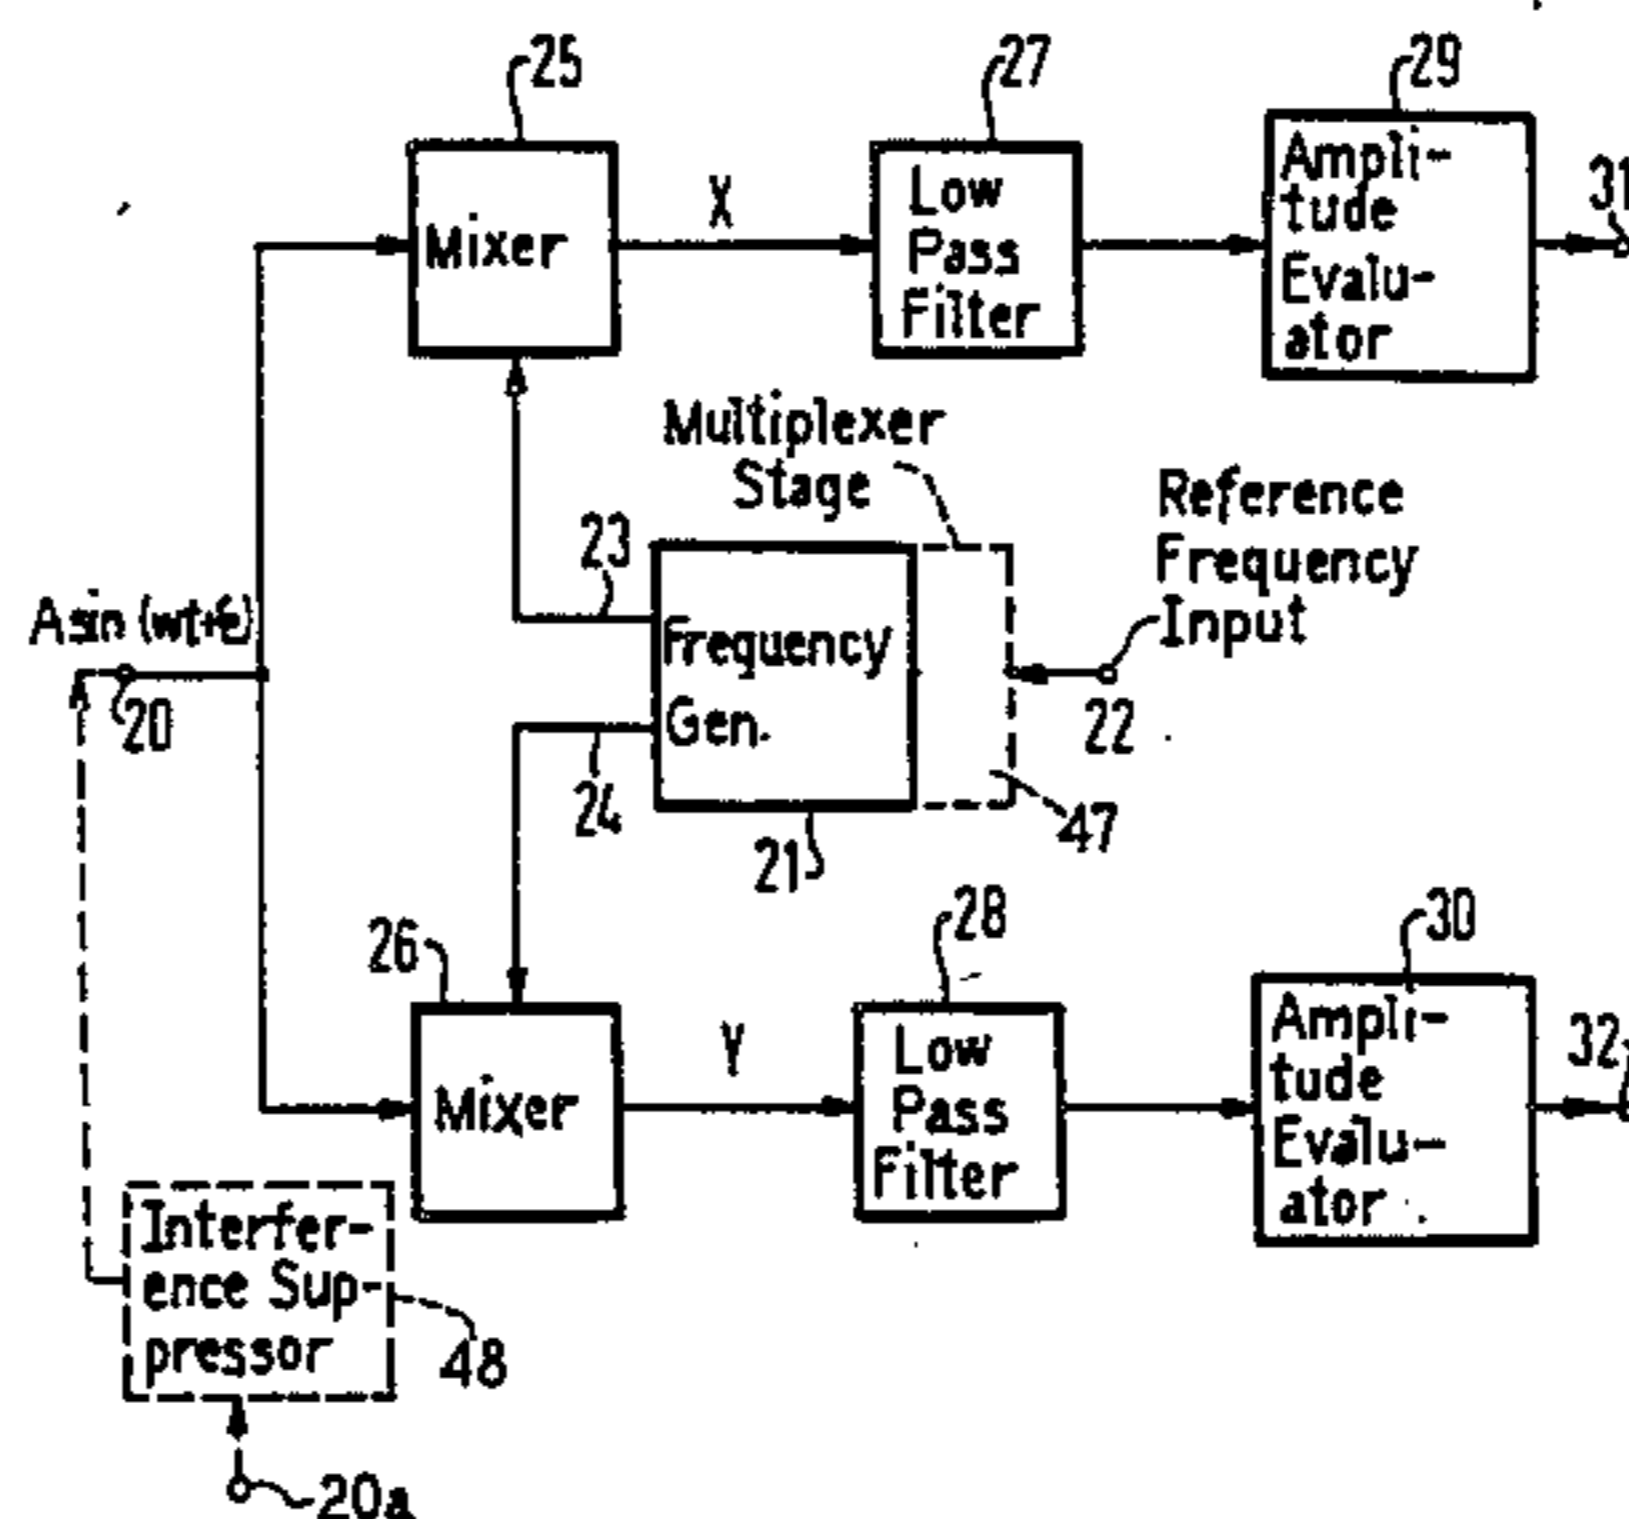 25
27
29
Mixer
X
Low
Pass
Filter
Ampli-
tude
Evalu-
ator
31
Multiplexer
Stage
Reference
Frequency
Input
23
A sin (wt+
20
Frequency
Gen.
22
24
21
47
26
28
30
Mixer
Y
Low
Pass
Filter
Ampli-
tude
Evalu-
ator
32
Interfer-
ence Sup-
pressor
48
20a